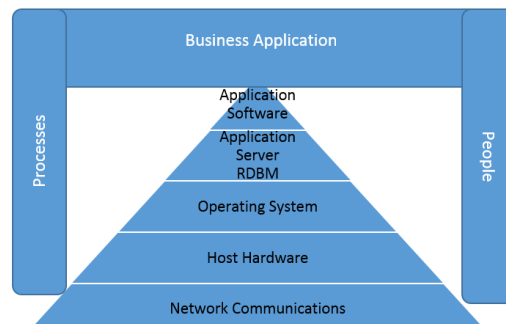 Business Application
Processes
People
Application
Software
Application
Server
RDBM
Operating System
Host Hardware
Network Communications